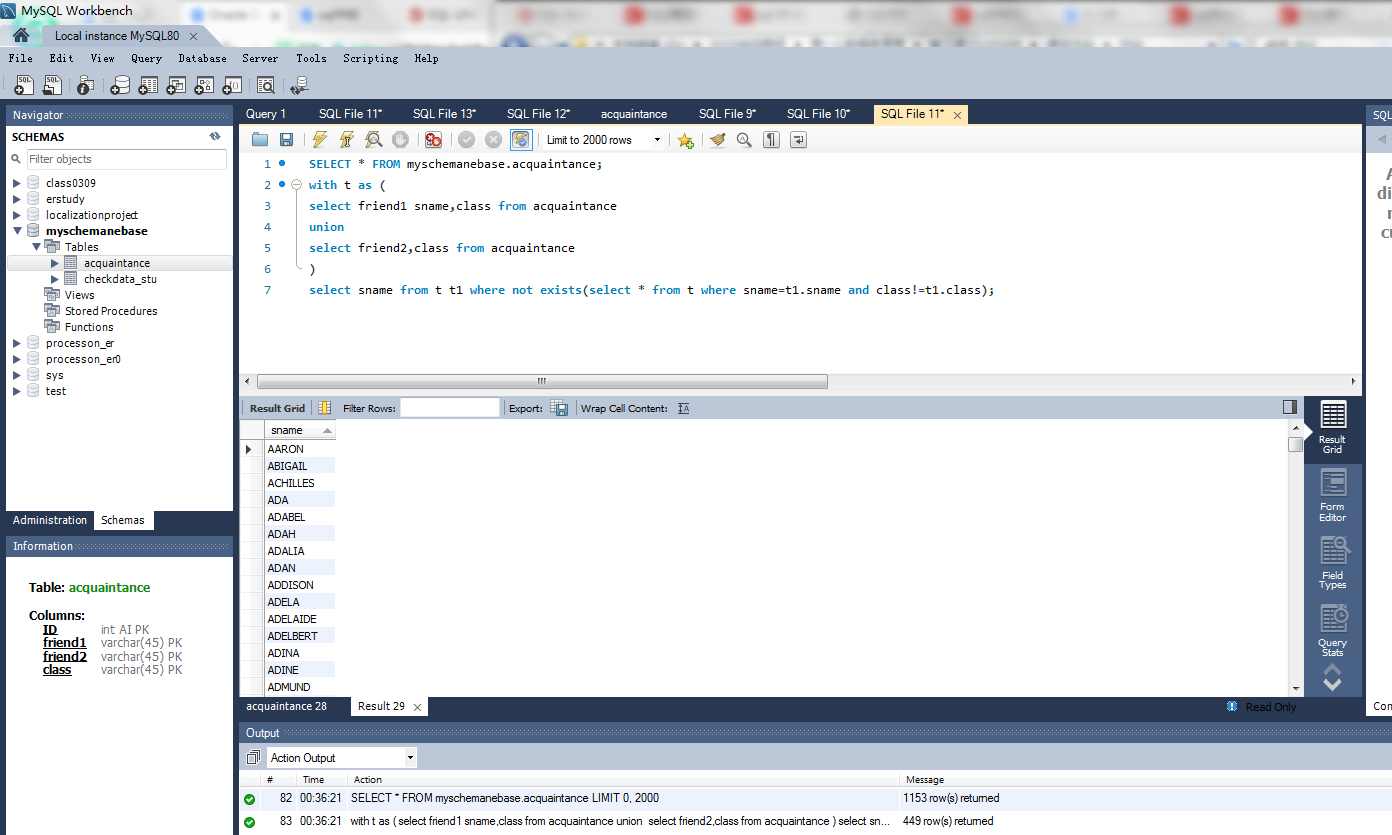 MySQL Workbench
Local instance MySQL80
File Edit View Query Database Server Tools Scripting Help
Navigator
SCHEMAS
Filter objects
class0309
erstudy
localizationproject
myschemanebase
Tables
acquaintance
checkdata_stu
Views
Stored Procedures
Functions
processon_er
processon_er0
sys
test
Administration Schemas
Information
Table: acquaintance
Columns:
ID int AI PK
friend1 varchar(45) PK
friend2 varchar(45) PK
class varchar(45) PK
Query 1 SQL File 11* SQL File 13* SQL File 12* acquaintance SQL File 9* SQL File 10* SQL File 11*
Limit to 2000 rows
1 SELECT * FROM myschemanebase.acquaintance;
2 with t as (
3 select friend1 sname,class from acquaintance
4 union
5 select friend2,class from acquaintance
6 )
7 select sname from t t1 where not exists(select * from t where sname=t1.sname and class!=t1.class);
Result Grid Filter Rows: Export: Wrap Cell Content:
sname
AARON
ABIGAIL
ACHILLES
ADA
ADABEL
ADAH
ADALIA
ADAN
ADDISON
ADELA
ADELAIDE
ADELBERT
ADINA
ADINE
ADMUND
Result
Grid
Form
Editor
Field
Types
Query
Stats
acquaintance 28 Result 29 Read Only
Output
Action Output
# Time Action Message
82 00:36:21 SELECT * FROM myschemanebase.acquaintance LIMIT 0, 2000 1153 row(s) returned
83 00:36:21 with t as ( select friend1 sname,class from acquaintance union select friend2,class from acquaintance ) select sn... 449 row(s) returned
SQL